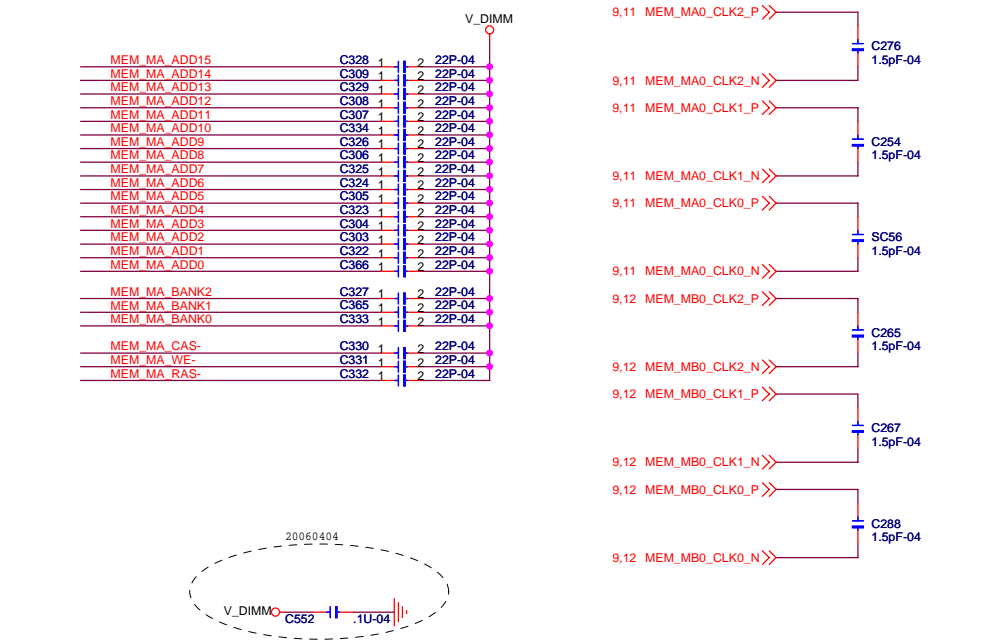 V_DIMM
MEM_MA_ADD15 C328 1 2 22P-04
MEM_MA_ADD14 C309 1 2 22P-04
MEM_MA_ADD13 C329 1 2 22P-04
MEM_MA_ADD12 C308 1 2 22P-04
MEM_MA_ADD11 C307 1 2 22P-04
MEM_MA_ADD10 C334 1 2 22P-04
MEM_MA_ADD9 C326 1 2 22P-04
MEM_MA_ADD8 C306 1 2 22P-04
MEM_MA_ADD7 C325 1 2 22P-04
MEM_MA_ADD6 C324 1 2 22P-04
MEM_MA_ADD5 C305 1 2 22P-04
MEM_MA_ADD4 C323 1 2 22P-04
MEM_MA_ADD3 C304 1 2 22P-04
MEM_MA_ADD2 C303 1 2 22P-04
MEM_MA_ADD1 C322 1 2 22P-04
MEM_MA_ADD0 C366 1 2 22P-04
MEM_MA_BANK2 C327 1 2 22P-04
MEM_MA_BANK1 C365 1 2 22P-04
MEM_MA_BANK0 C333 1 2 22P-04
MEM_MA_CAS- C330 1 2 22P-04
MEM_MA_WE- C331 1 2 22P-04
MEM_MA_RAS- C332 1 2 22P-04
20060404
V_DIMM
C552 .1U-04
9,11 MEM_MA0_CLK2_P
C276
1.5pF-04
9,11 MEM_MA0_CLK2_N
9,11 MEM_MA0_CLK1_P
C254
1.5pF-04
9,11 MEM_MA0_CLK1_N
9,11 MEM_MA0_CLK0_P
SC56
1.5pF-04
9,11 MEM_MA0_CLK0_N
9,12 MEM_MB0_CLK2_P
C265
1.5pF-04
9,12 MEM_MB0_CLK2_N
9,12 MEM_MB0_CLK1_P
C267
1.5pF-04
9,12 MEM_MB0_CLK1_N
9,12 MEM_MB0_CLK0_P
C288
1.5pF-04
9,12 MEM_MB0_CLK0_N